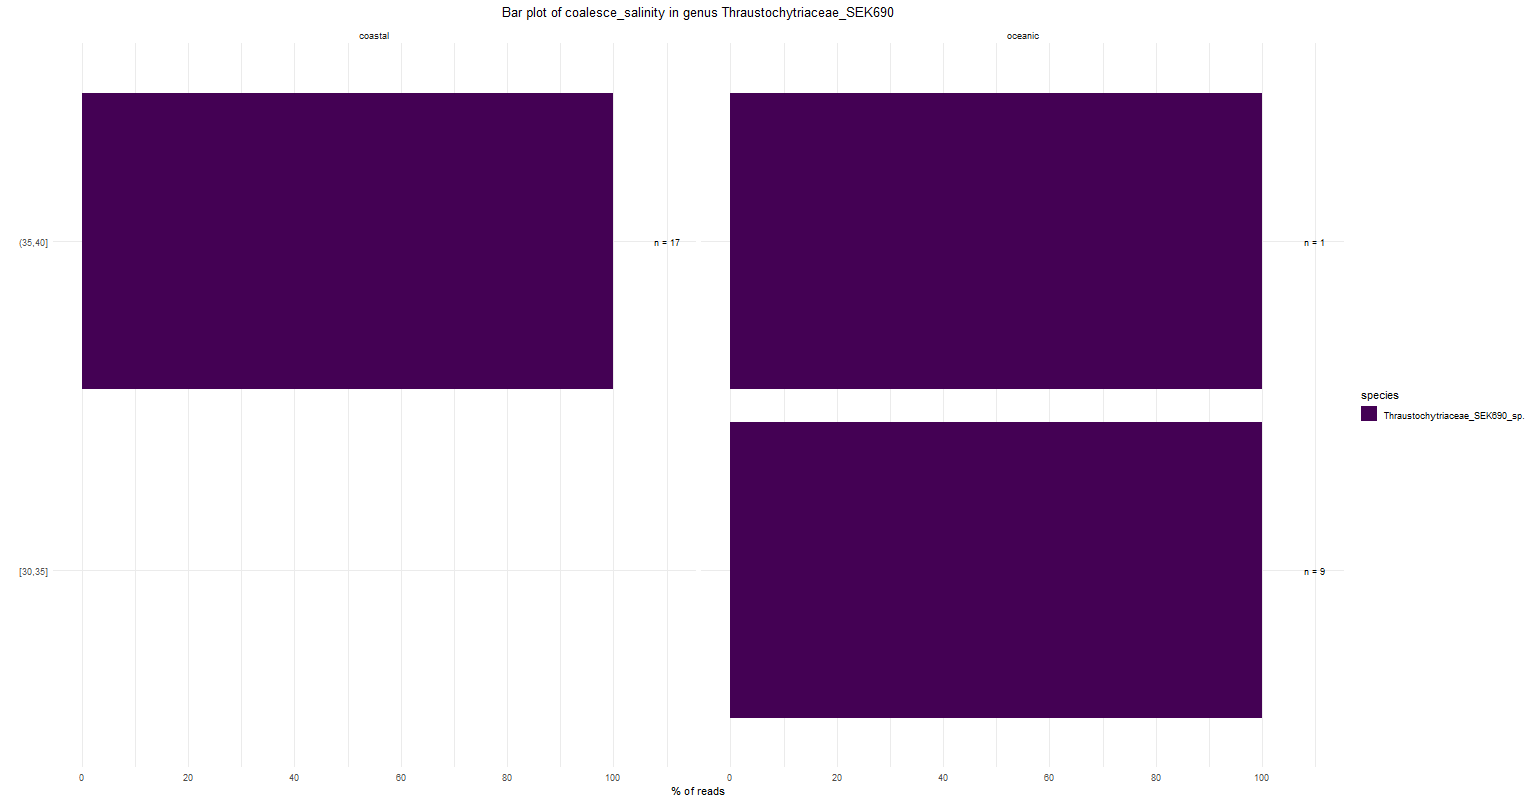 Bar plot of coalesce_salinity in genus Thraustochytriaceae_SEK690
coastal
oceanic
(35,40]
n = 17
n = 1
[30,35]
n = 9
0 20 40 60 80 100
0 20 40 60 80 100
% of reads
species
Thraustochytriaceae_SEK690_sp.